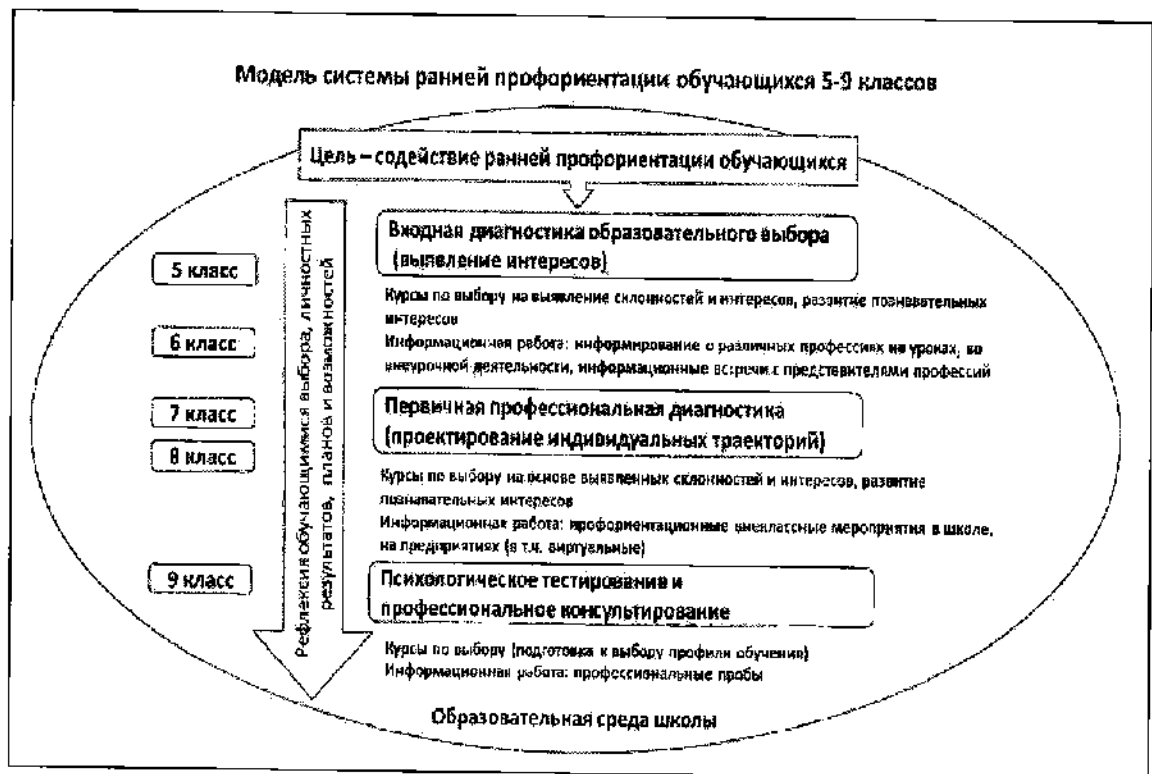 Модель системы ранней профориентации обучающихся 5-9 классов
Цель – содействие ранней профориентации обучающихся
Рефлексия обучающимися выбора, личностных
результатов, планов и возможностей
5 класс
Входная диагностика образовательного выбора
(выявление интересов)
Курсы по выбору на выявление склонностей и интересов, развитие познавательных
интересов
6 класс
Информационная работа: информирование о различных профессиях на уроках, во
внеурочной деятельности, информационные встречи с представителями профессий
7 класс
Первичная профессиональная диагностика
(проектирование индивидуальных траекторий)
8 класс
Курсы по выбору на основе выявленных склонностей и интересов, развитие
познавательных интересов
Информационная работа: профориентационные внеклассные мероприятия в школе,
на предприятиях (в т.ч. виртуальные)
9 класс
Психологическое тестирование и
профессиональное консультирование
Курсы по выбору (подготовка к выбору профиля обучения)
Информационная работа: профессиональные пробы
Образовательная среда школы